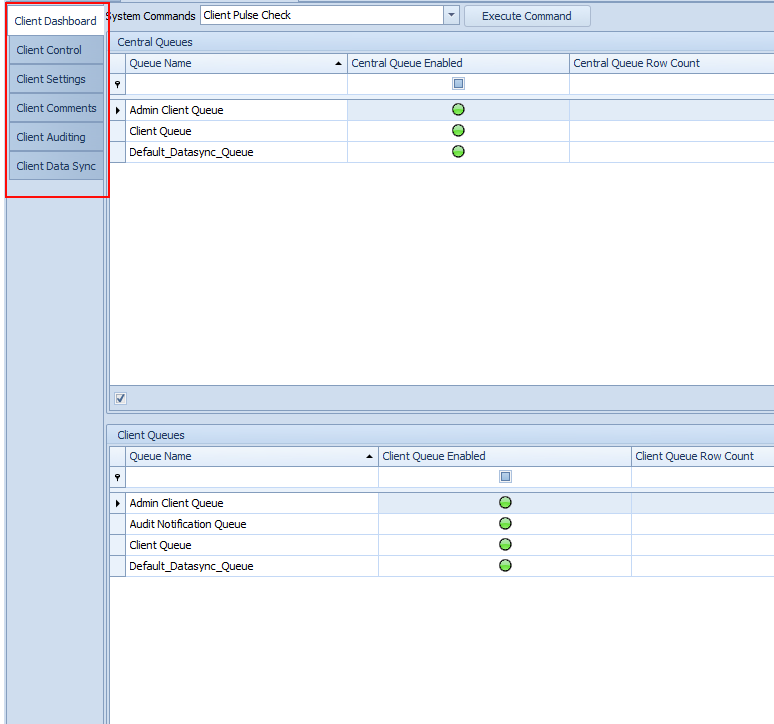 Client Dashboard
Client Control
Client Settings
Client Comments
Client Auditing
Client Data Sync
System Commands Client Pulse Check Execute Command
Central Queues
Queue Name Central Queue Enabled Central Queue Row Count
Admin Client Queue
Client Queue
Default_Datasync_Queue
Client Queues
Queue Name Client Queue Enabled Client Queue Row Count
Admin Client Queue
Audit Notification Queue
Client Queue
Default_Datasync_Queue